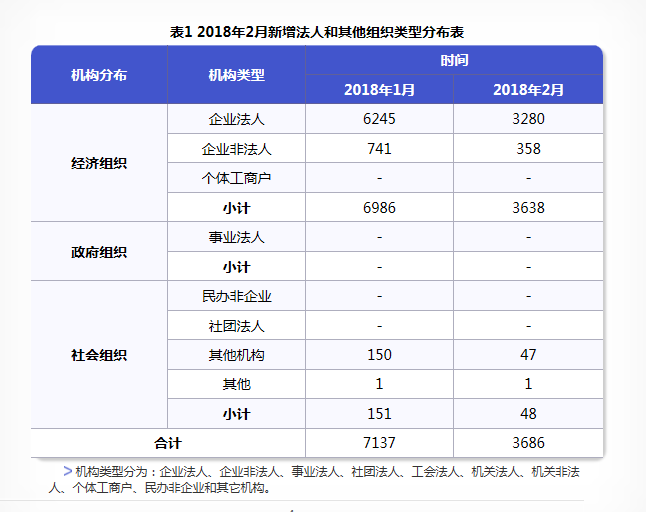 表1 2018年2月新增法人和其他组织类型分布表
机构分布 机构类型 时间
2018年1月 2018年2月
经济组织 企业法人 6245 3280
企业非法人 741 358
个体工商户 - -
小计 6986 3638
政府组织 事业法人 - -
小计 - -
社会组织 民办非企业 - -
社团法人 - -
其他机构 150 47
其他 1 1
小计 151 48
合计 7137 3686
机构类型分为：企业法人、企业非法人、事业法人、社团法人、工会法人、机关法人、机关非法
人、个体工商户、民办非企业和其它机构。